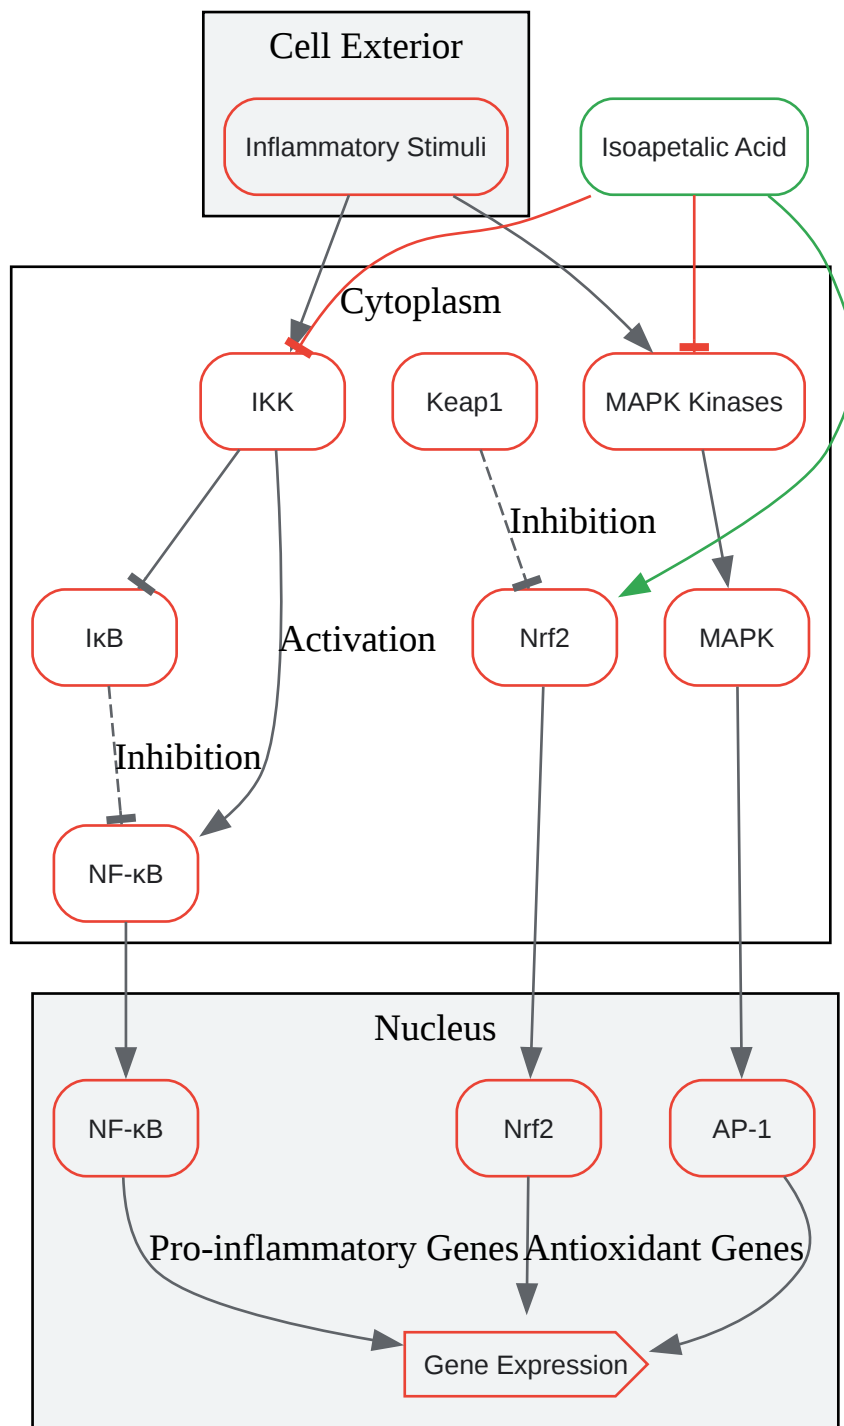 Cell Exterior
Inflammatory Stimuli
Isoapetalic Acid
Cytoplasm
IKK
Keap1
MAPK Kinases
Inhibition
IκB
Activation
Nrf2
MAPK
Inhibition
NF-κB
Nucleus
NF-κB
Nrf2
AP-1
Pro-inflammatory Genes
Antioxidant Genes
Gene Expression